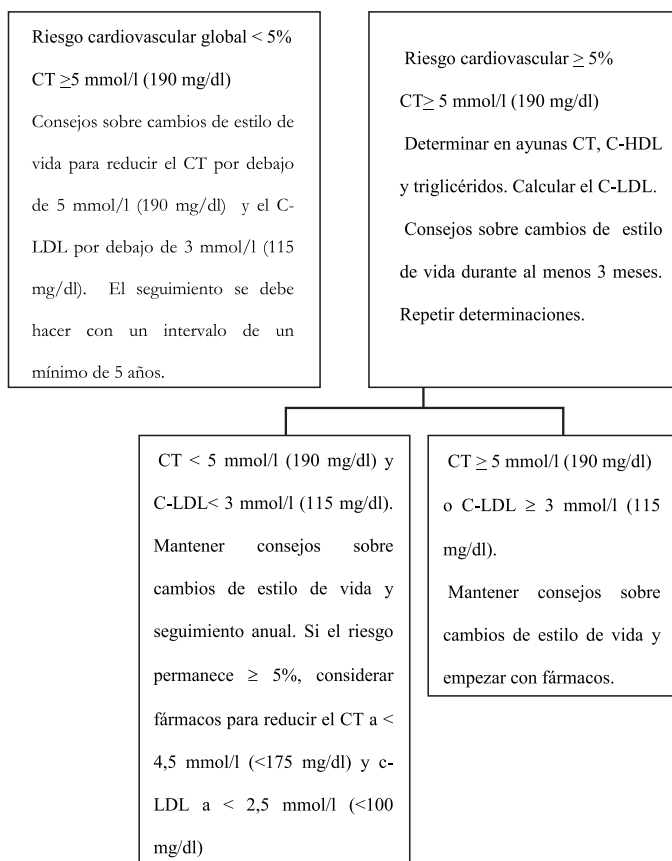 Riesgo cardiovascular global < 5%
CT ≥5 mmol/l (190 mg/dl)
Consejos sobre cambios de estilo de
vida para reducir el CT por debajo
de 5 mmol/l (190 mg/dl) y el C-
LDL por debajo de 3 mmol/l (115
mg/dl). El seguimiento se debe
hacer con un intervalo de un
mínimo de 5 años.
Riesgo cardiovascular ≥ 5%
CT≥ 5 mmol/l (190 mg/dl)
Determinar en ayunas CT, C-HDL
y triglicéridos. Calcular el C-LDL.
Consejos sobre cambios de estilo
de vida durante al menos 3 meses.
Repetir determinaciones.
CT < 5 mmol/l (190 mg/dl) y
C-LDL< 3 mmol/l (115 mg/dl).
Mantener consejos sobre
cambios de estilo de vida y
seguimiento anual. Si el riesgo
permanece ≥ 5%, considerar
fármacos para reducir el CT a <
4,5 mmol/l (<175 mg/dl) y c-
LDL a < 2,5 mmol/l (<100
mg/dl)
CT ≥ 5 mmol/l (190 mg/dl)
o C-LDL ≥ 3 mmol/l (115
mg/dl).
Mantener consejos sobre
cambios de estilo de vida y
empezar con fármacos.